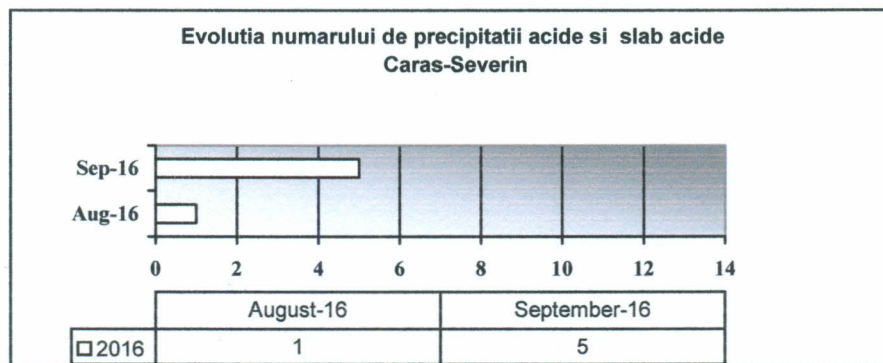 Evolutia numarului de precipitatii acide si slab acide
Caras-Severin
Sep-16
Aug-16
0 2 4 6 8 10 12 14
August-16 September-16
2016 1 5